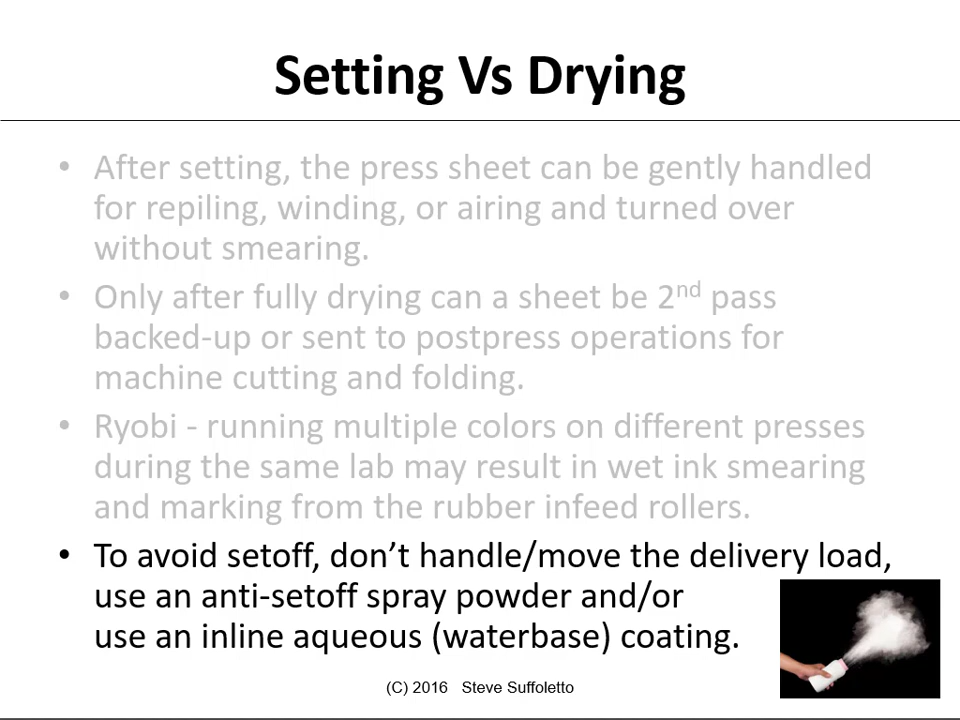 Setting Vs Drying
• After setting, the press sheet can be gently handled
for repiling, winding, or airing and turned over
without smearing.
• Only after fully drying can a sheet be 2nd pass
backed-up or sent to postpress operations for
machine cutting and folding.
• Ryobi - running multiple colors on different presses
during the same lab may result in wet ink smearing
and marking from the rubber infeed rollers.
• To avoid setoff, don’t handle/move the delivery load,
use an anti-setoff spray powder and/or
use an inline aqueous (waterbase) coating.
(C) 2016 Steve Suffoletto